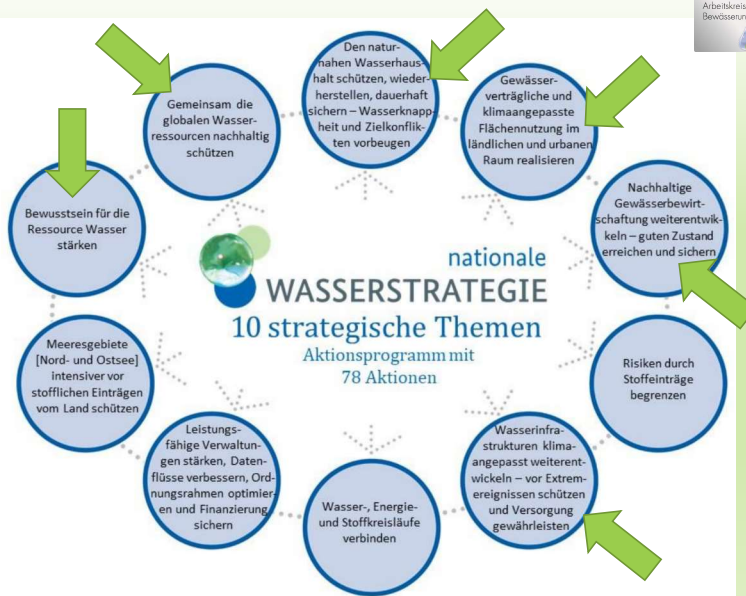 Arbeitskreis
Bewässerun
Den natur-
nahen Wasserhaus-
halt schützen, wieder-
herstellen, dauerhaft
sichern – Wasserknapp-
heit und Zielkonflik-
ten vorbeugen
Gewässer-
verträgliche und
klimaangepasste
Flächennutzung im
ländlichen und urbanen
Raum realisieren
Nachhaltige
Gewässerbewirt-
schaftung weiterentwik-
keln – guten Zustand
erreichen und sichern
Risiken durch
Stoffeinträge
begrenzen
Wasserinfra-
strukturen klima-
angepasst weiterent-
wickeln – vor Extrem-
ereignissen schützen
und Versorgung
gewährleisten
Wasser-, Energie-
und Stoffkreisläufe
verbinden
Leistungs-
fähige Verwaltun-
gen stärken, Daten-
flüsse verbessern, Ord-
nungsrahmen optimier-
en und Finanzierung
sichern
Meeresgebiete
[Nord- und Ostsee]
intensiver vor
stofflichen Einträgen
vom Land schützen
Bewusstsein für die
Ressource Wasser
stärken
Gemeinsam die
globalen Wasser-
ressourcen nachhaltig
schützen
nationale
WASSERSTRATEGIE
10 strategische Themen
Aktionsprogramm mit
78 Aktionen